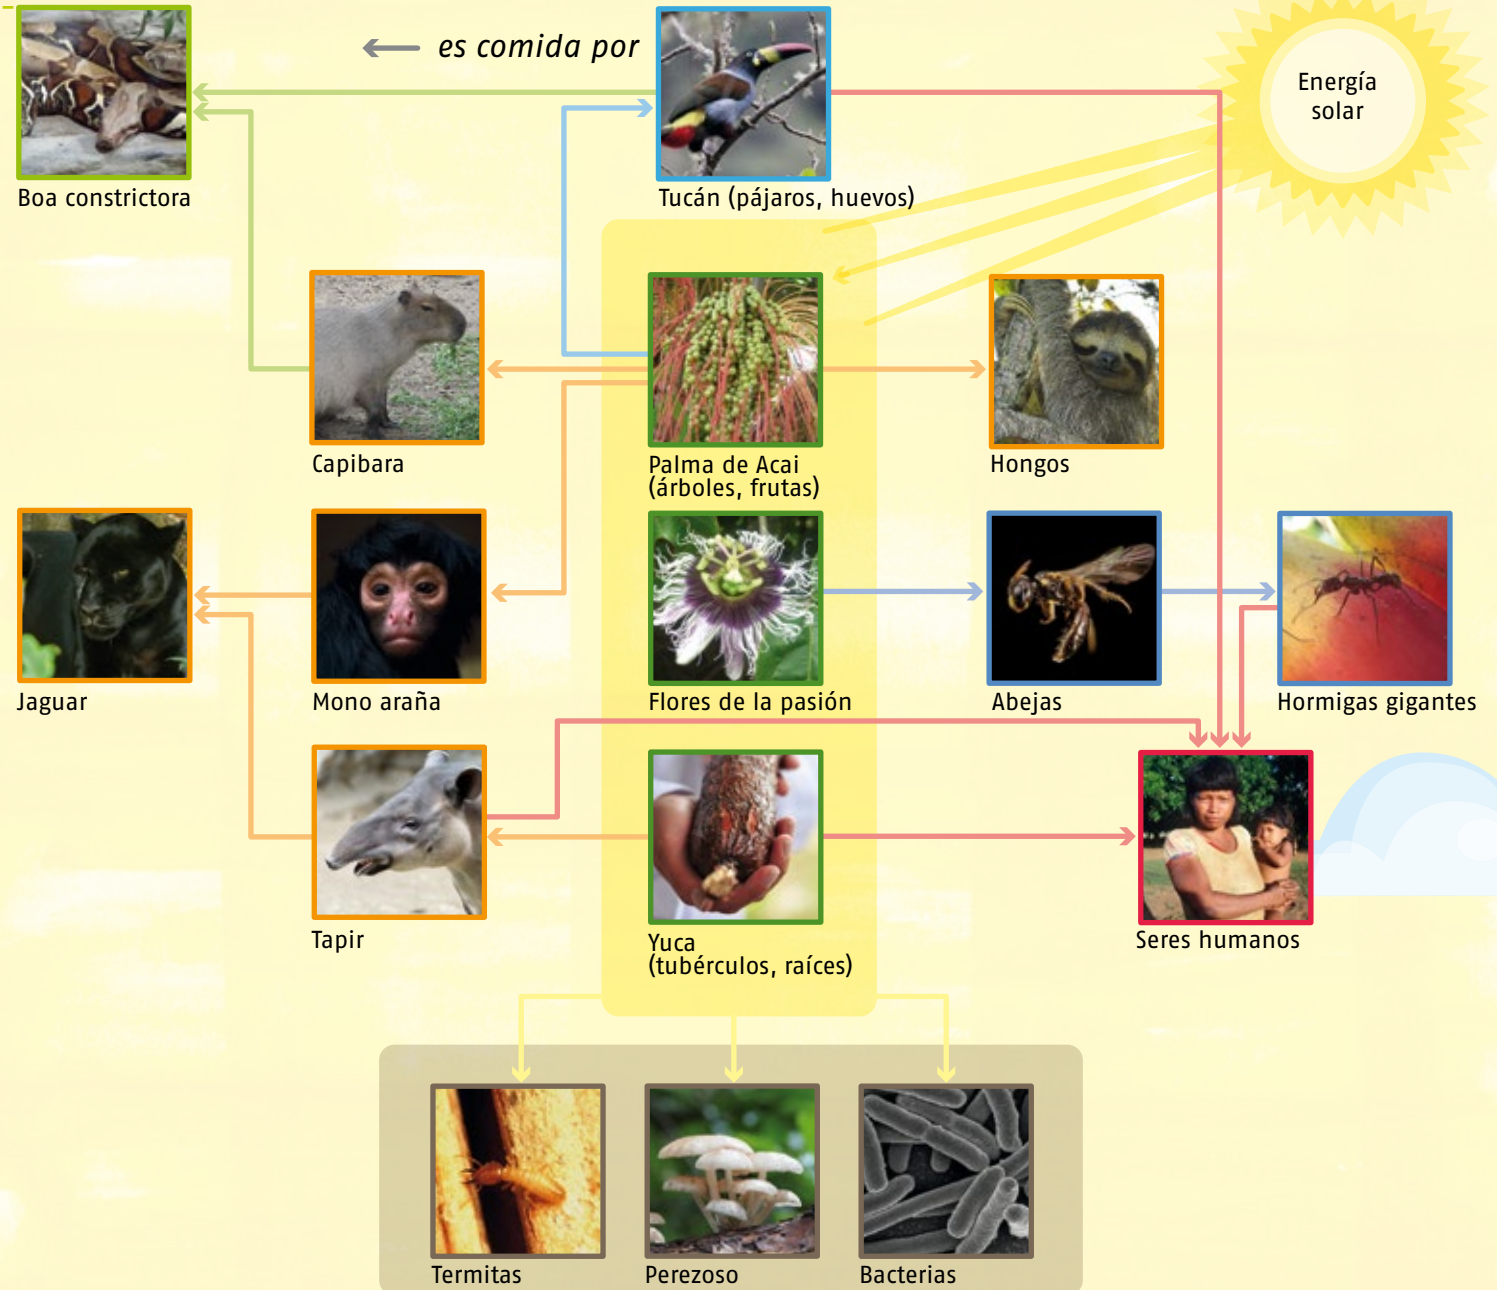 es comida por
Energía
solar
Boa constrictora
Tucán (pájaros, huevos)
Capibara
Palma de Acai
(árboles, frutas)
Hongos
Jaguar
Mono araña
Flores de la pasión
Abejas
Hormigas gigantes
Tapir
Yuca
(tubérculos, raíces)
Seres humanos
Termitas
Perezoso
Bacterias